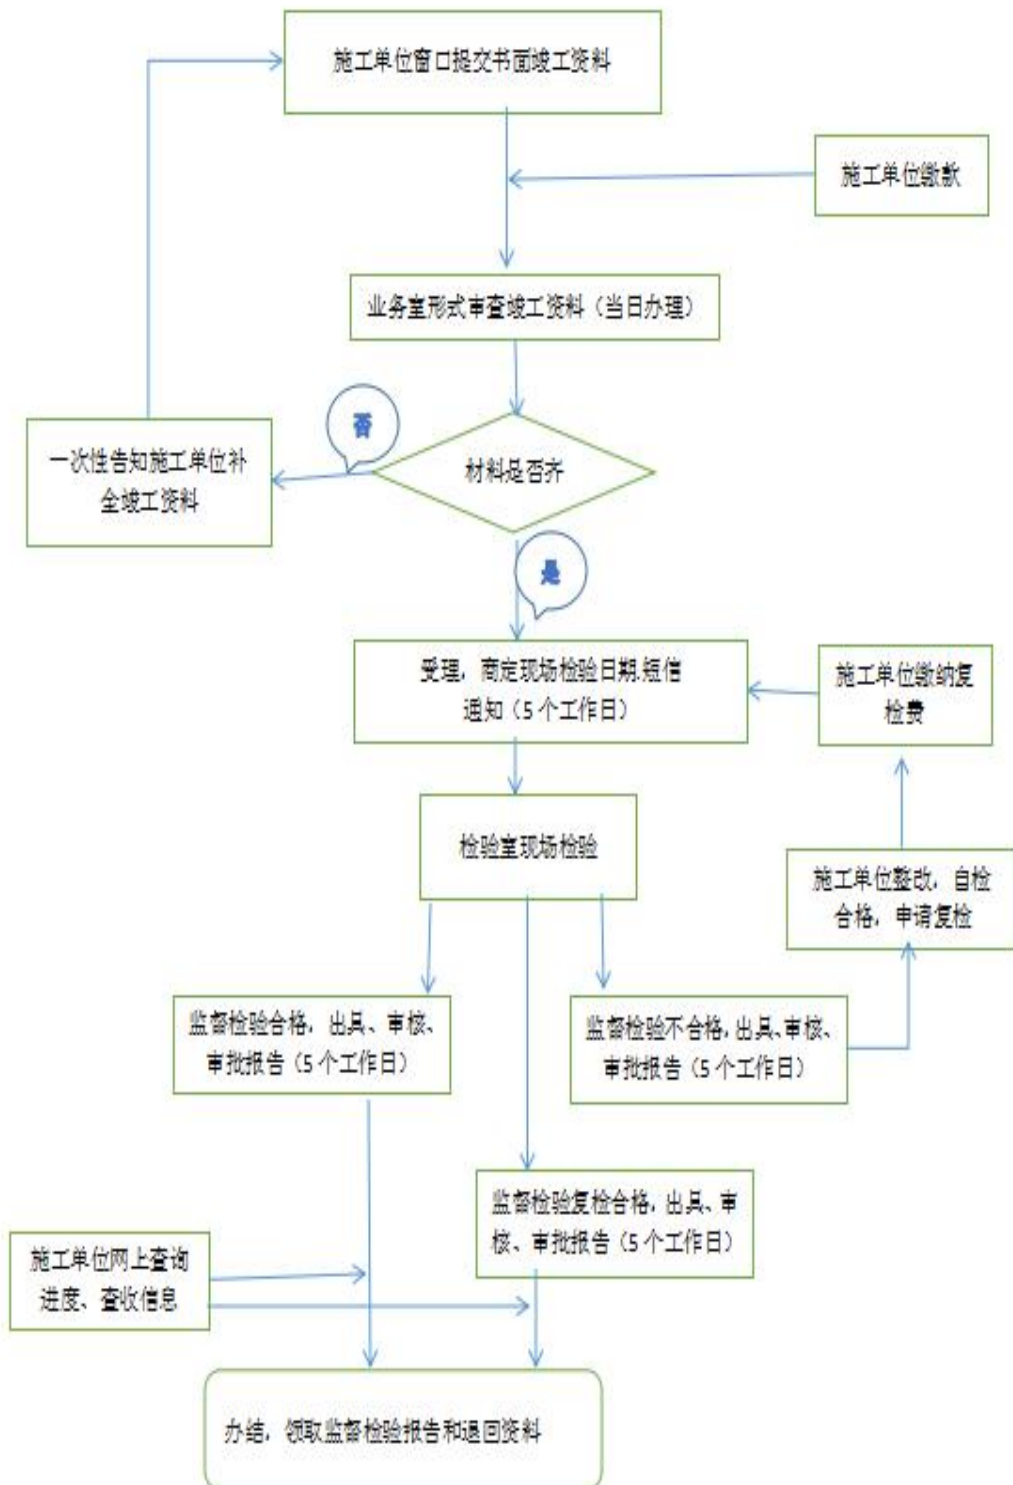 施工单位窗口提交书面竣工资料
施工单位缴款
业务室形式审查竣工资料（当日办理）
否
一次性告知施工单位补
全竣工资料
材料是否齐
是
受理，商定现场检验日期.短信
通知（5个工作日）
施工单位缴纳复
检费
检验室现场检验
施工单位整改，自检
合格，申请复检
监督检验合格，出具、审核、
审批报告（5个工作日）
监督检验不合格，出具、审核、
审批报告（5个工作日）
监督检验复检合格，出具、审
核、审批报告（5个工作日）
施工单位网上查询
进度、查收信息
办结，领取监督检验报告和退回资料